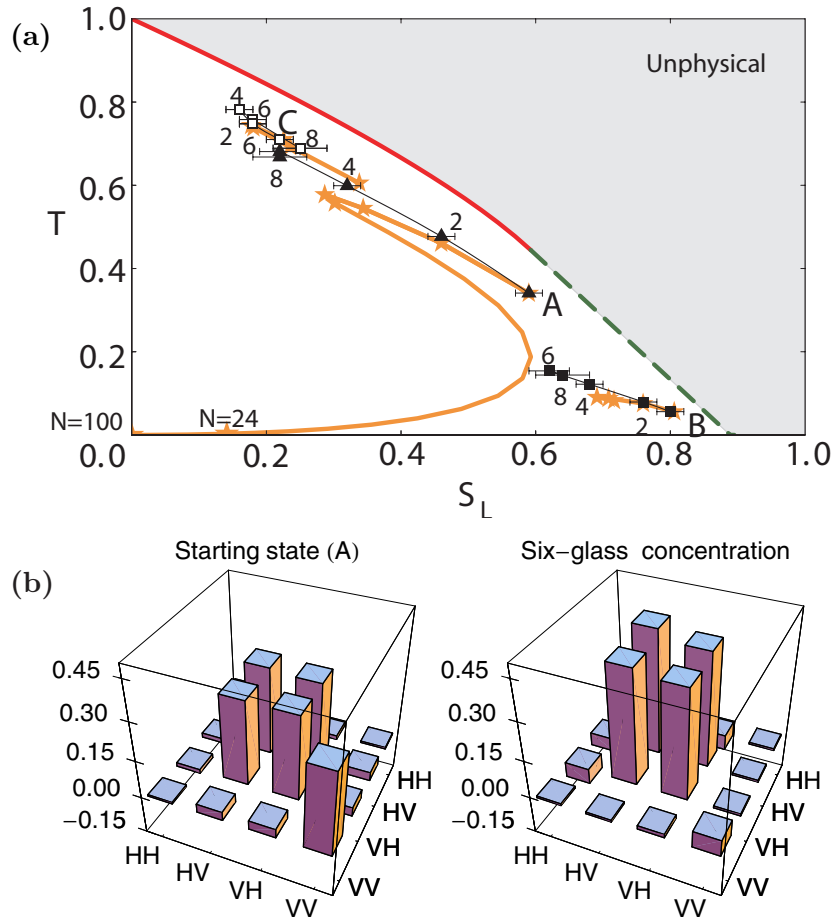 (a)
1.0
Unphysical
0.8
4
6
C
2
6
8
8
4
0.6
T
2
0.4
A
0.2
6
8
4
2
B
N=100
N=24
0.0
0.2
0.4
0.6
0.8
1.0
S_L
(b)
Starting state (A)
Six-glass concentration
0.45
0.30
0.15
0.00
-0.15
HH
HV
VH
VV
HH
HV
VH
VV
0.45
0.30
0.15
0.00
-0.15
HH
HV
VH
VV
HH
HV
VH
VV